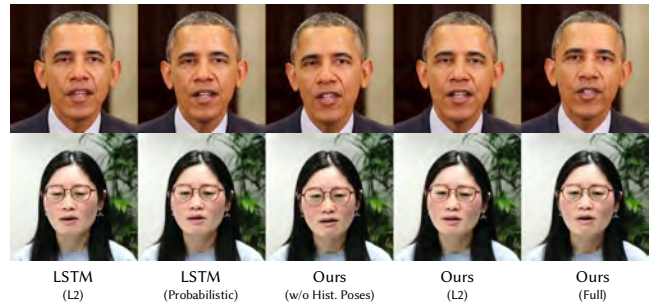 LSTM LSTM Ours Ours Ours
(L2) (Probabilistic) (w/o Hist. Poses) (L2) (Full)